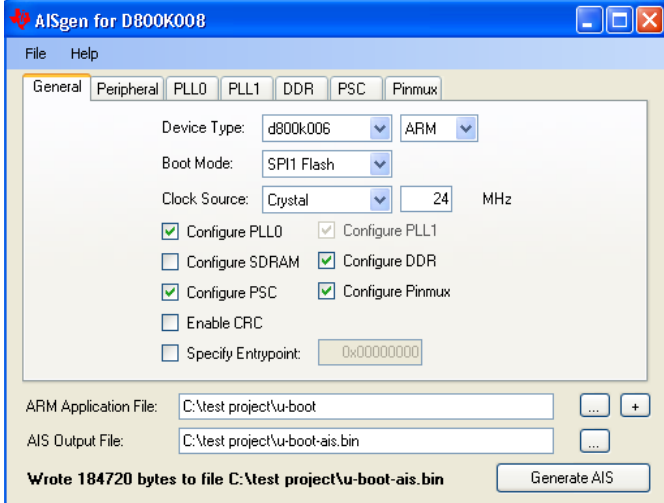 AISgen for D800K008
File Help
General Peripheral PLL0 PLL1 DDR PSC Pinmux
Device Type: d800k006 ARM
Boot Mode: SPI1 Flash
Clock Source: Crystal 24 MHz
Configure PLL0 Configure PLL1
Configure SDRAM Configure DDR
Configure PSC Configure Pinmux
Enable CRC
Specify Entrypoint: 0x00000000
ARM Application File: C:\test project\u-boot ... +
AIS Output File: C:\test project\u-boot-ais.bin ...
Wrote 184720 bytes to file C:\test project\u-boot-ais.bin Generate AIS